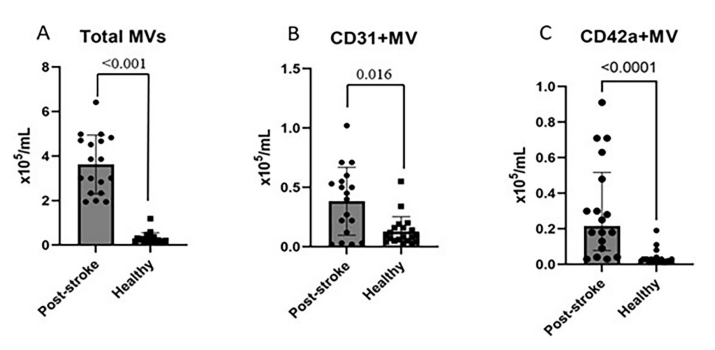 A Total MVs
<0.001
8
6
4
2
0
x10⁵/mL
Post-stroke
Healthy
B CD31+MV
0.016
1.5
1.0
0.5
0.0
x10⁵/mL
Post-stroke
Healthy
C CD42a+MV
<0.0001
1.0
0.8
0.6
0.4
0.2
0.0
x10⁵/mL
Post-stroke
Healthy